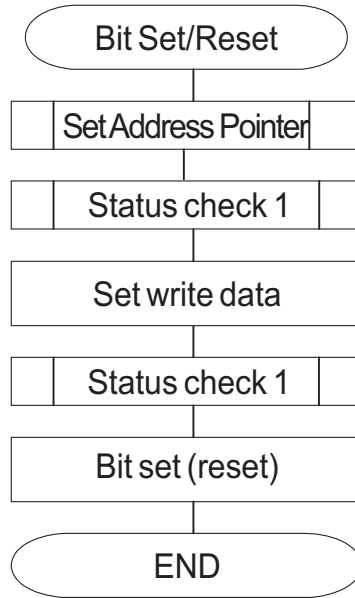 Bit Set/Reset
Set Address Pointer
Status check 1
Set write data
Status check 1
Bit set (reset)
END